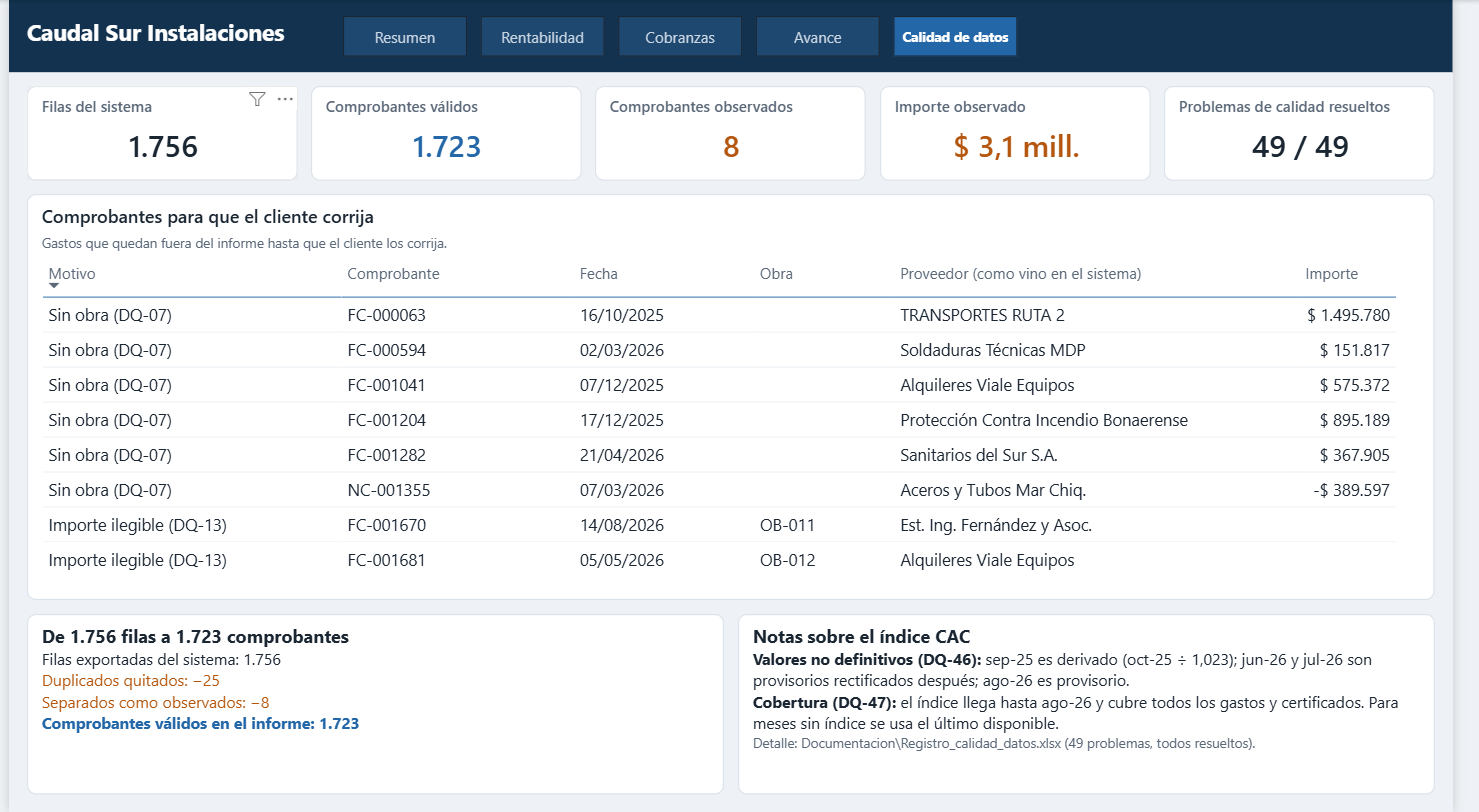 Caudal Sur Instalaciones
Resumen
Rentabilidad
Cobranzas
Avance
Calidad de datos
Filas del sistema
1.756
Comprobantes válidos
1.723
Comprobantes observados
8
Importe observado
$ 3,1 mill.
Problemas de calidad resueltos
49 / 49
Comprobantes para que el cliente corrija
Gastos que quedan fuera del informe hasta que el cliente los corrija.
Motivo Comprobante Fecha Obra Proveedor (como vino en el sistema) Importe
Sin obra (DQ-07) FC-000063 16/10/2025 TRANSPORTES RUTA 2 $ 1.495.780
Sin obra (DQ-07) FC-000594 02/03/2026 Soldaduras Técnicas MDP $ 151.817
Sin obra (DQ-07) FC-001041 07/12/2025 Alquileres Viale Equipos $ 575.372
Sin obra (DQ-07) FC-001204 17/12/2025 Protección Contra Incendio Bonaerense $ 895.189
Sin obra (DQ-07) FC-001282 21/04/2026 Sanitarios del Sur S.A. $ 367.905
Sin obra (DQ-07) NC-001355 07/03/2026 Aceros y Tubos Mar Chiq. -$ 389.597
Importe ilegible (DQ-13) FC-001670 14/08/2026 OB-011 Est. Ing. Fernández y Asoc.
Importe ilegible (DQ-13) FC-001681 05/05/2026 OB-012 Alquileres Viale Equipos
De 1.756 filas a 1.723 comprobantes
Filas exportadas del sistema: 1.756
Duplicados quitados: −25
Separados como observados: −8
Comprobantes válidos en el informe: 1.723
Notas sobre el índice CAC
Valores no definitivos (DQ-46): sep-25 es derivado (oct-25 ÷ 1,023); jun-26 y jul-26 son
provisorios rectificados después; ago-26 es provisorio.
Cobertura (DQ-47): el índice llega hasta ago-26 y cubre todos los gastos y certificados. Para
meses sin índice se usa el último disponible.
Detalle: Documentacion\Registro_calidad_datos.xlsx (49 problemas, todos resueltos).